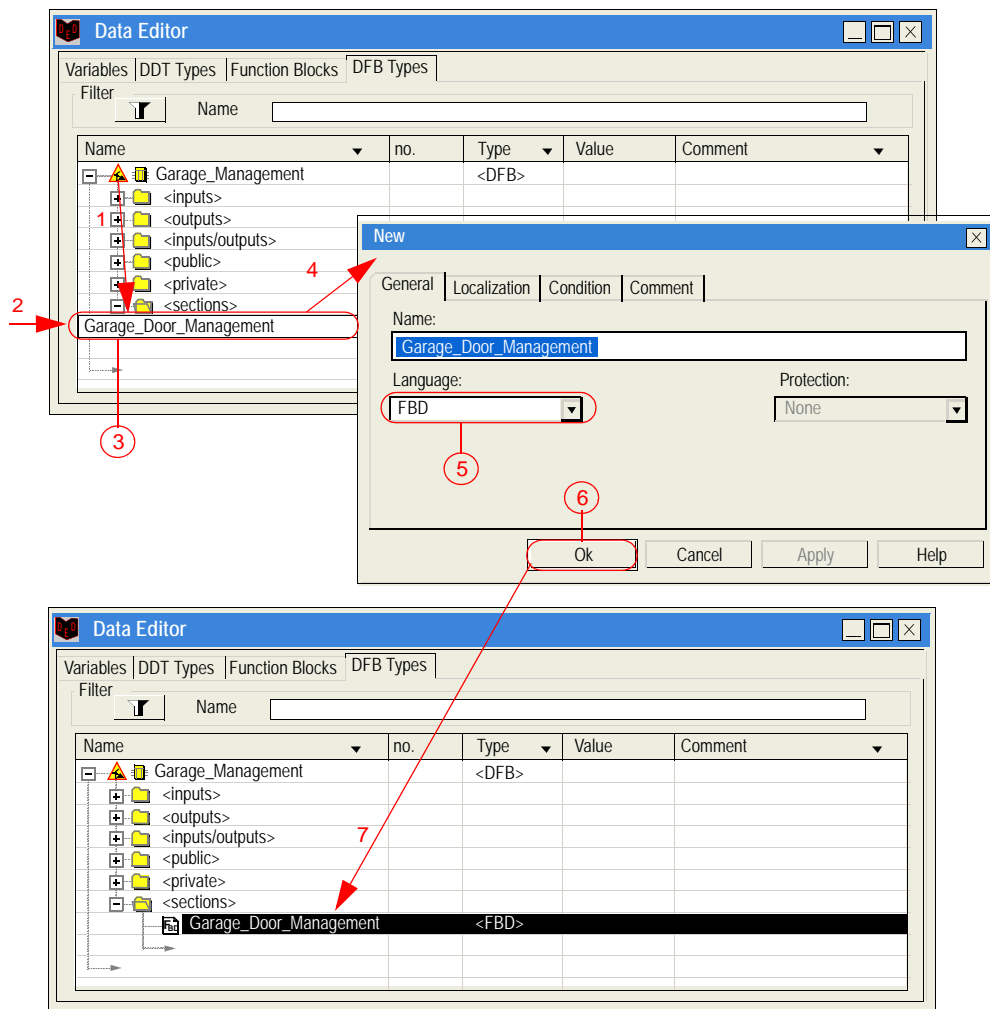 Data Editor
Variables DDT Types Function Blocks DFB Types
Filter
Name
Name no. Type Value Comment
Garage_Management <DFB>
<inputs>
1
<outputs>
<inputs/outputs>
<public>
<private>
<sections>
2
Garage_Door_Management
3
4
New
General Localization Condition Comment
Name:
Garage_Door_Management
Language: Protection:
FBD None
5
6
Ok Cancel Apply Help
Data Editor
Variables DDT Types Function Blocks DFB Types
Filter
Name
Name no. Type Value Comment
Garage_Management <DFB>
<inputs>
<outputs>
<inputs/outputs>
7
<public>
<private>
<sections>
FBD Garage_Door_Management <FBD>